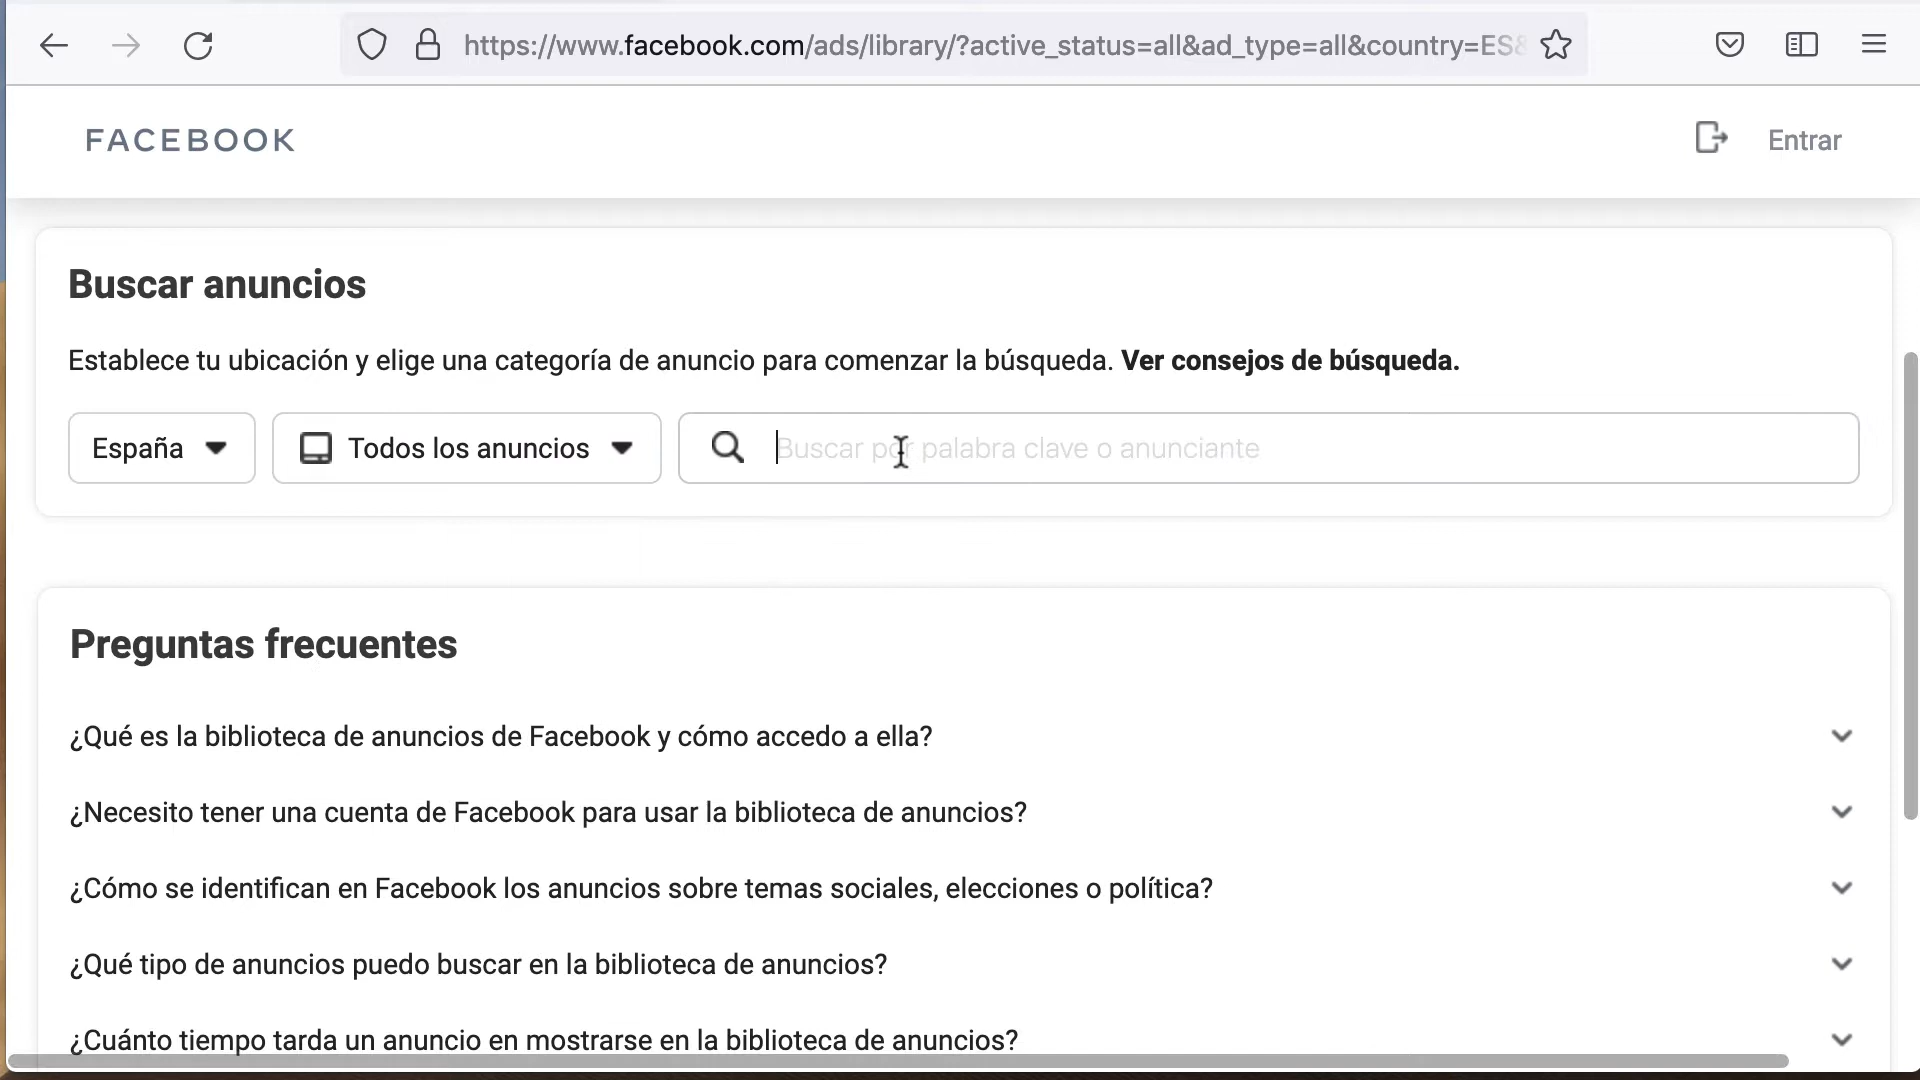 https://www.facebook.com/ads/library/?active_status=all&ad_type=all&country=ES&
FACEBOOK
Entrar
Buscar anuncios
Establece tu ubicación y elige una categoría de anuncio para comenzar la búsqueda. Ver consejos de búsqueda.
España
Todos los anuncios
Buscar por palabra clave o anunciante
Preguntas frecuentes
¿Qué es la biblioteca de anuncios de Facebook y cómo accedo a ella?
¿Necesito tener una cuenta de Facebook para usar la biblioteca de anuncios?
¿Cómo se identifican en Facebook los anuncios sobre temas sociales, elecciones o política?
¿Qué tipo de anuncios puedo buscar en la biblioteca de anuncios?
¿Cuánto tiempo tarda un anuncio en mostrarse en la biblioteca de anuncios?